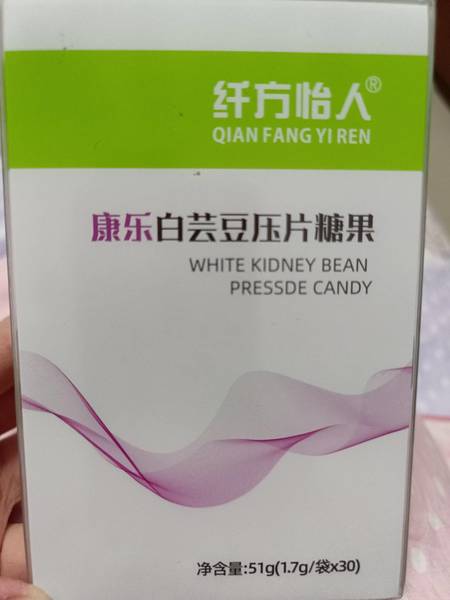 纤方怡人®
QIAN FANG YI REN
康乐白芸豆压片糖果
WHITE KIDNEY BEAN
PRESSDE CANDY
净含量:51g(1.7g/袋x30)